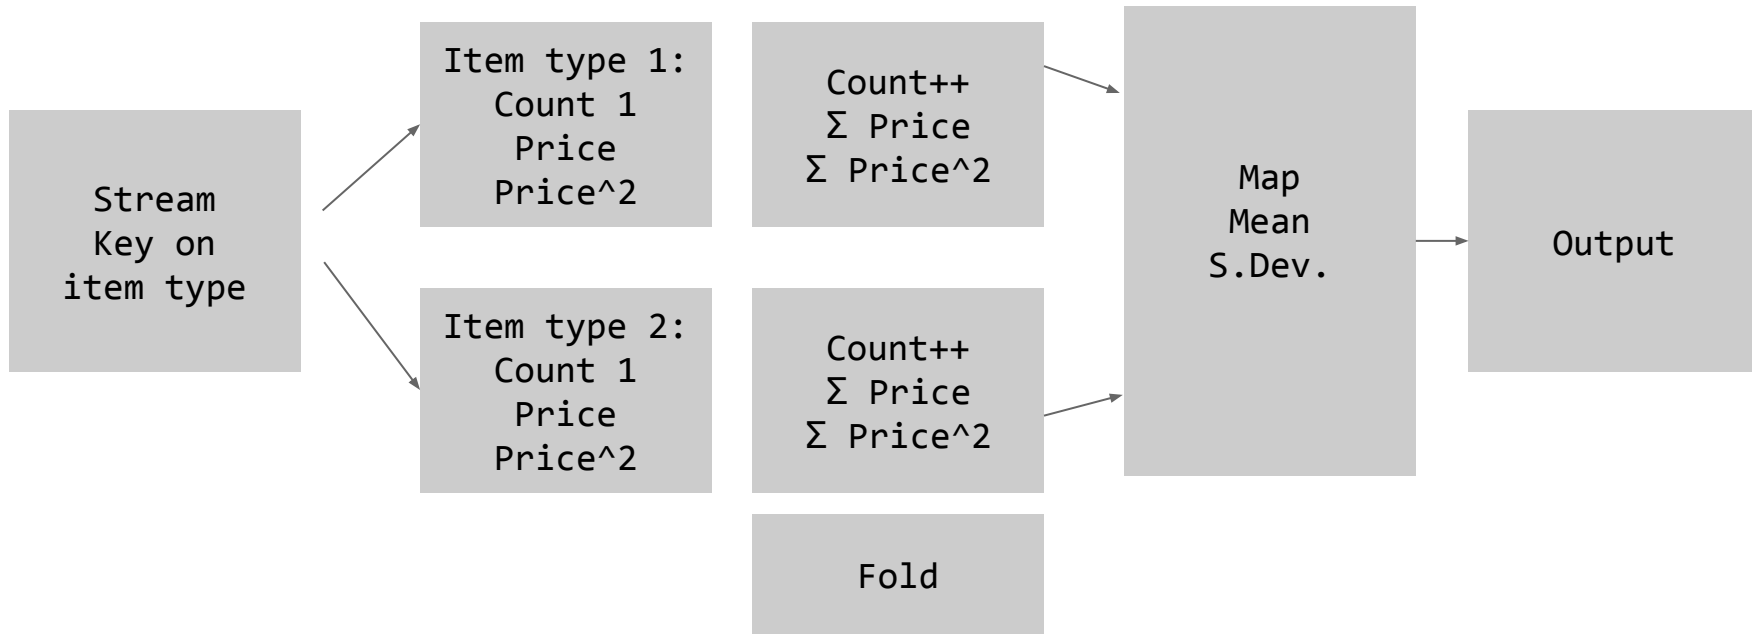 Stream
Key on
item type
Item type 1:
Count 1
Price
Price^2
Item type 2:
Count 1
Price
Price^2
Count++
Σ Price
Σ Price^2
Count++
Σ Price
Σ Price^2
Fold
Map
Mean
S.Dev.
Output